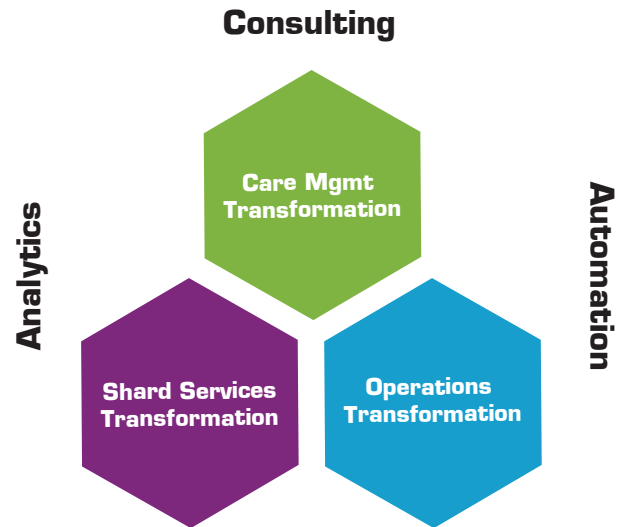 Consulting
Care Mgmt
Transformation
Analytics
Automation
Shard Services
Transformation
Operations
Transformation